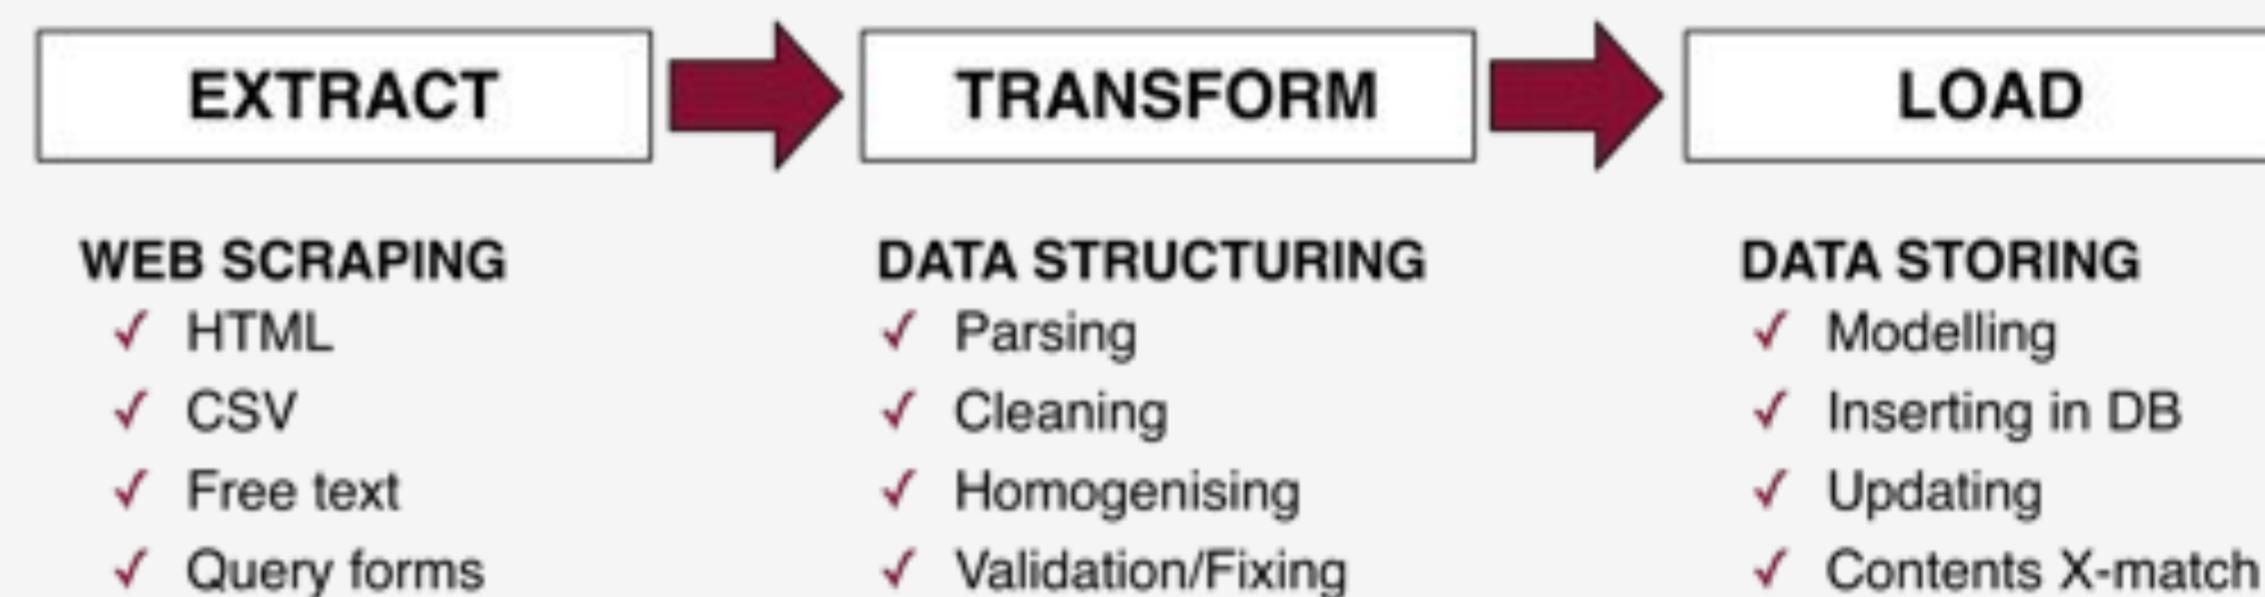 EXTRACT
TRANSFORM
LOAD
WEB SCRAPING
✓ HTML
✓ CSV
✓ Free text
✓ Query forms
DATA STRUCTURING
✓ Parsing
✓ Cleaning
✓ Homogenising
✓ Validation/Fixing
DATA STORING
✓ Modelling
✓ Inserting in DB
✓ Updating
✓ Contents X-match